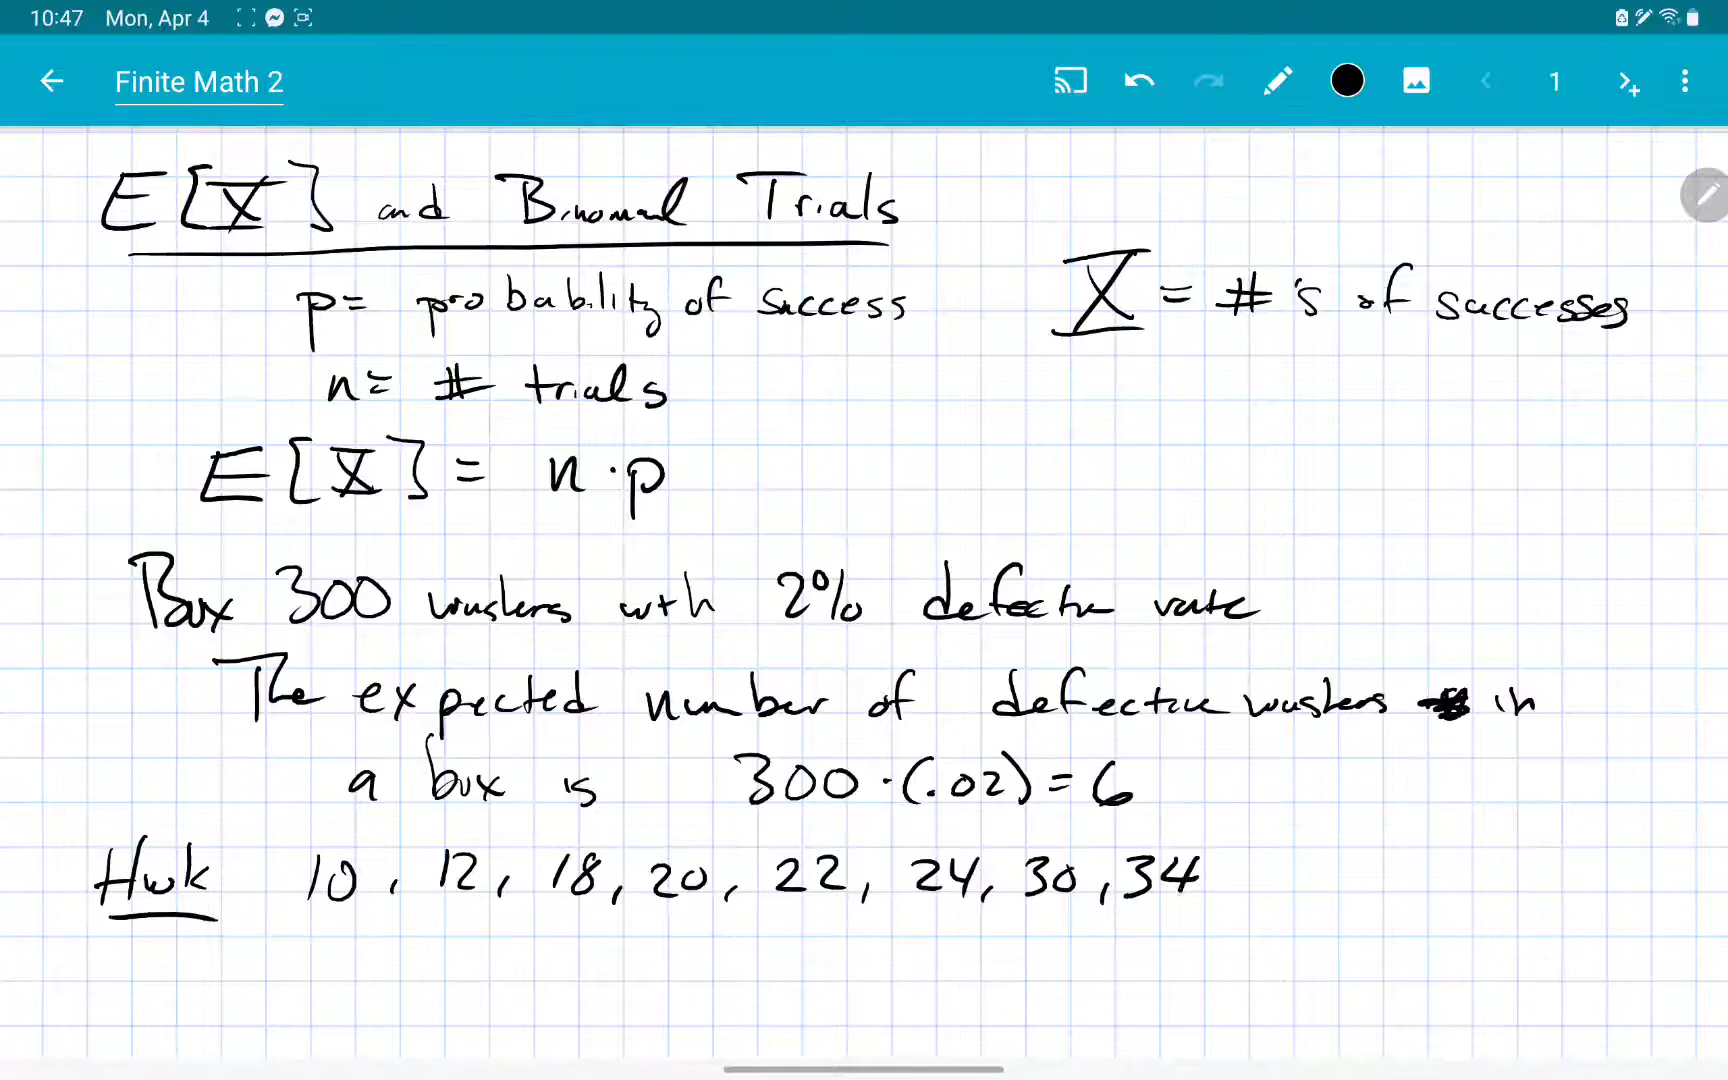 10:47 Mon, Apr 4
Finite Math 2
1
E[X] and Binomial Trials
p= probability of success
X = #'s of successes
n= # trials
E[X] = n·p
Box 300 washers with 2% defective rate
The expected number of defective washers in
a box is 300·(.02)=6
Hwk 10, 12, 18, 20, 22, 24, 30, 34